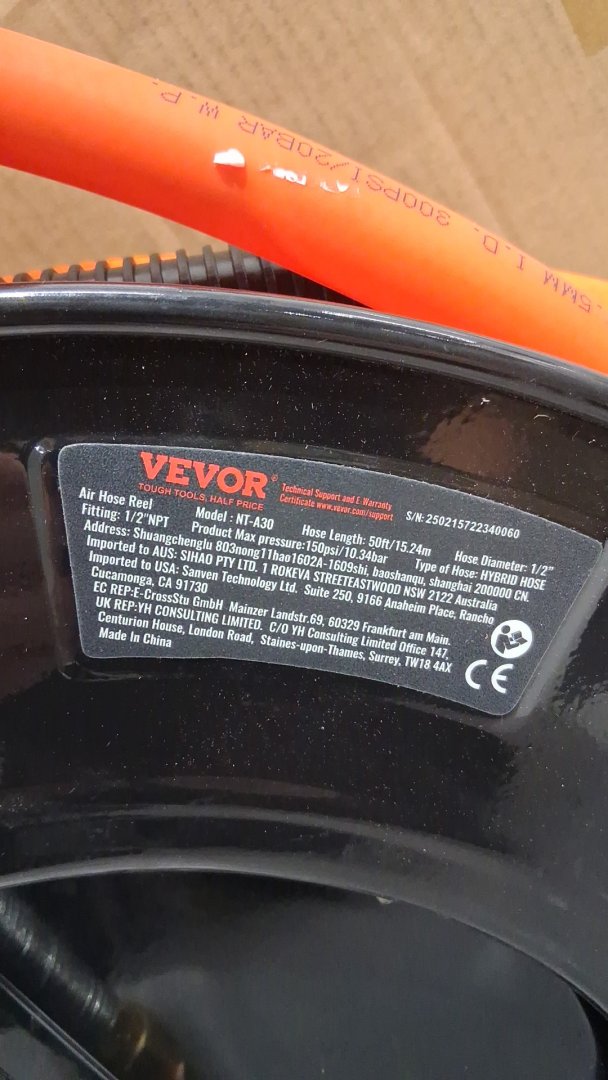 .5MM I.D. 300PSI/20BAR W.P.
VEVOR®
TOUGH TOOLS, HALF PRICE
Technical Support and E-Warranty
Certificate www.vevor.com/support
Air Hose Reel
Model: NT-A30
Hose Length: 50ft/15.24m
S/N: 250215722340060
Fitting: 1/2"NPT
Product Max pressure:150psi/10.34bar
Hose Diameter: 1/2"
Type of Hose: HYBRID HOSE
Address: Shuangchenglu 803nong11hao1602A-1609shi, baoshanqu, shanghai 200000 CN.
Imported to AUS: SIHAO PTY LTD. 1 ROKEVA STREETEASTWOOD NSW 2122 Australia
Imported to USA: Sanven Technology Ltd. Suite 250, 9166 Anaheim Place, Rancho
Cucamonga, CA 91730
EC REP:E-CrossStu GmbH Mainzer Landstr.69, 60329 Frankfurt am Main.
UK REP:YH CONSULTING LIMITED. C/O YH Consulting Limited Office 147,
Centurion House, London Road, Staines-upon-Thames, Surrey, TW18 4AX
Made In China
CE